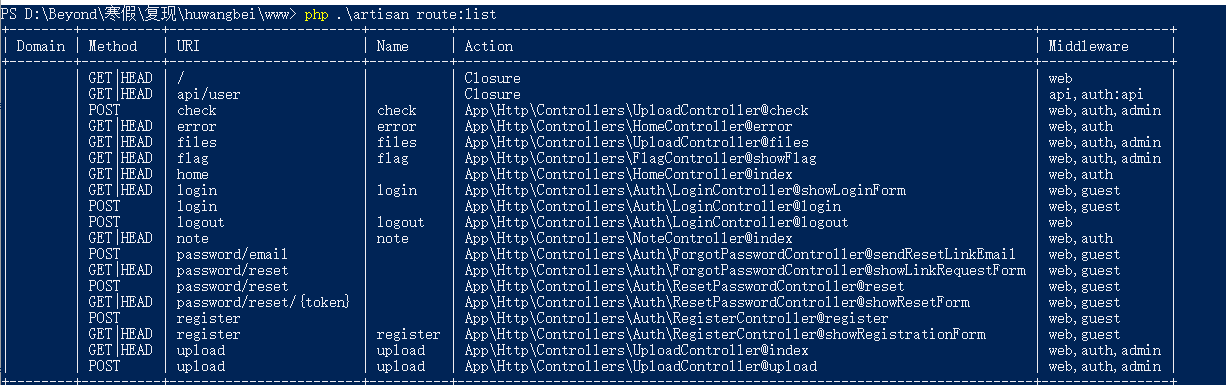 PS D:\Beyond\寒假\复现\huwangbei\www> php .\artisan route:list
| Domain | Method | URI | Name | Action | Middleware |
| | GET|HEAD | / | | Closure | web |
| | GET|HEAD | api/user | | Closure | api,auth:api |
| | POST | check | check | App\Http\Controllers\UploadController@check | web,auth,admin |
| | GET|HEAD | error | error | App\Http\Controllers\HomeController@error | web,auth |
| | GET|HEAD | files | files | App\Http\Controllers\UploadController@files | web,auth,admin |
| | GET|HEAD | flag | flag | App\Http\Controllers\FlagController@showFlag | web,auth,admin |
| | GET|HEAD | home | | App\Http\Controllers\HomeController@index | web,auth |
| | GET|HEAD | login | login | App\Http\Controllers\Auth\LoginController@showLoginForm | web,guest |
| | POST | login | | App\Http\Controllers\Auth\LoginController@login | web,guest |
| | POST | logout | logout | App\Http\Controllers\Auth\LoginController@logout | web |
| | GET|HEAD | note | note | App\Http\Controllers\NoteController@index | web,auth |
| | POST | password/email | | App\Http\Controllers\Auth\ForgotPasswordController@sendResetLinkEmail | web,guest |
| | GET|HEAD | password/reset | | App\Http\Controllers\Auth\ForgotPasswordController@showLinkRequestForm | web,guest |
| | POST | password/reset | | App\Http\Controllers\Auth\ResetPasswordController@reset | web,guest |
| | GET|HEAD | password/reset/{token} | | App\Http\Controllers\Auth\ResetPasswordController@showResetForm | web,guest |
| | POST | register | | App\Http\Controllers\Auth\RegisterController@register | web,guest |
| | GET|HEAD | register | register | App\Http\Controllers\Auth\RegisterController@showRegistrationForm | web,guest |
| | GET|HEAD | upload | upload | App\Http\Controllers\UploadController@index | web,auth,admin |
| | POST | upload | upload | App\Http\Controllers\UploadController@upload | web,auth,admin |